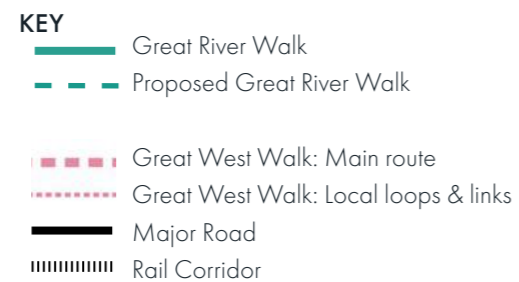 KEY
Great River Walk
Proposed Great River Walk
Great West Walk: Main route
Great West Walk: Local loops & links
Major Road
Rail Corridor